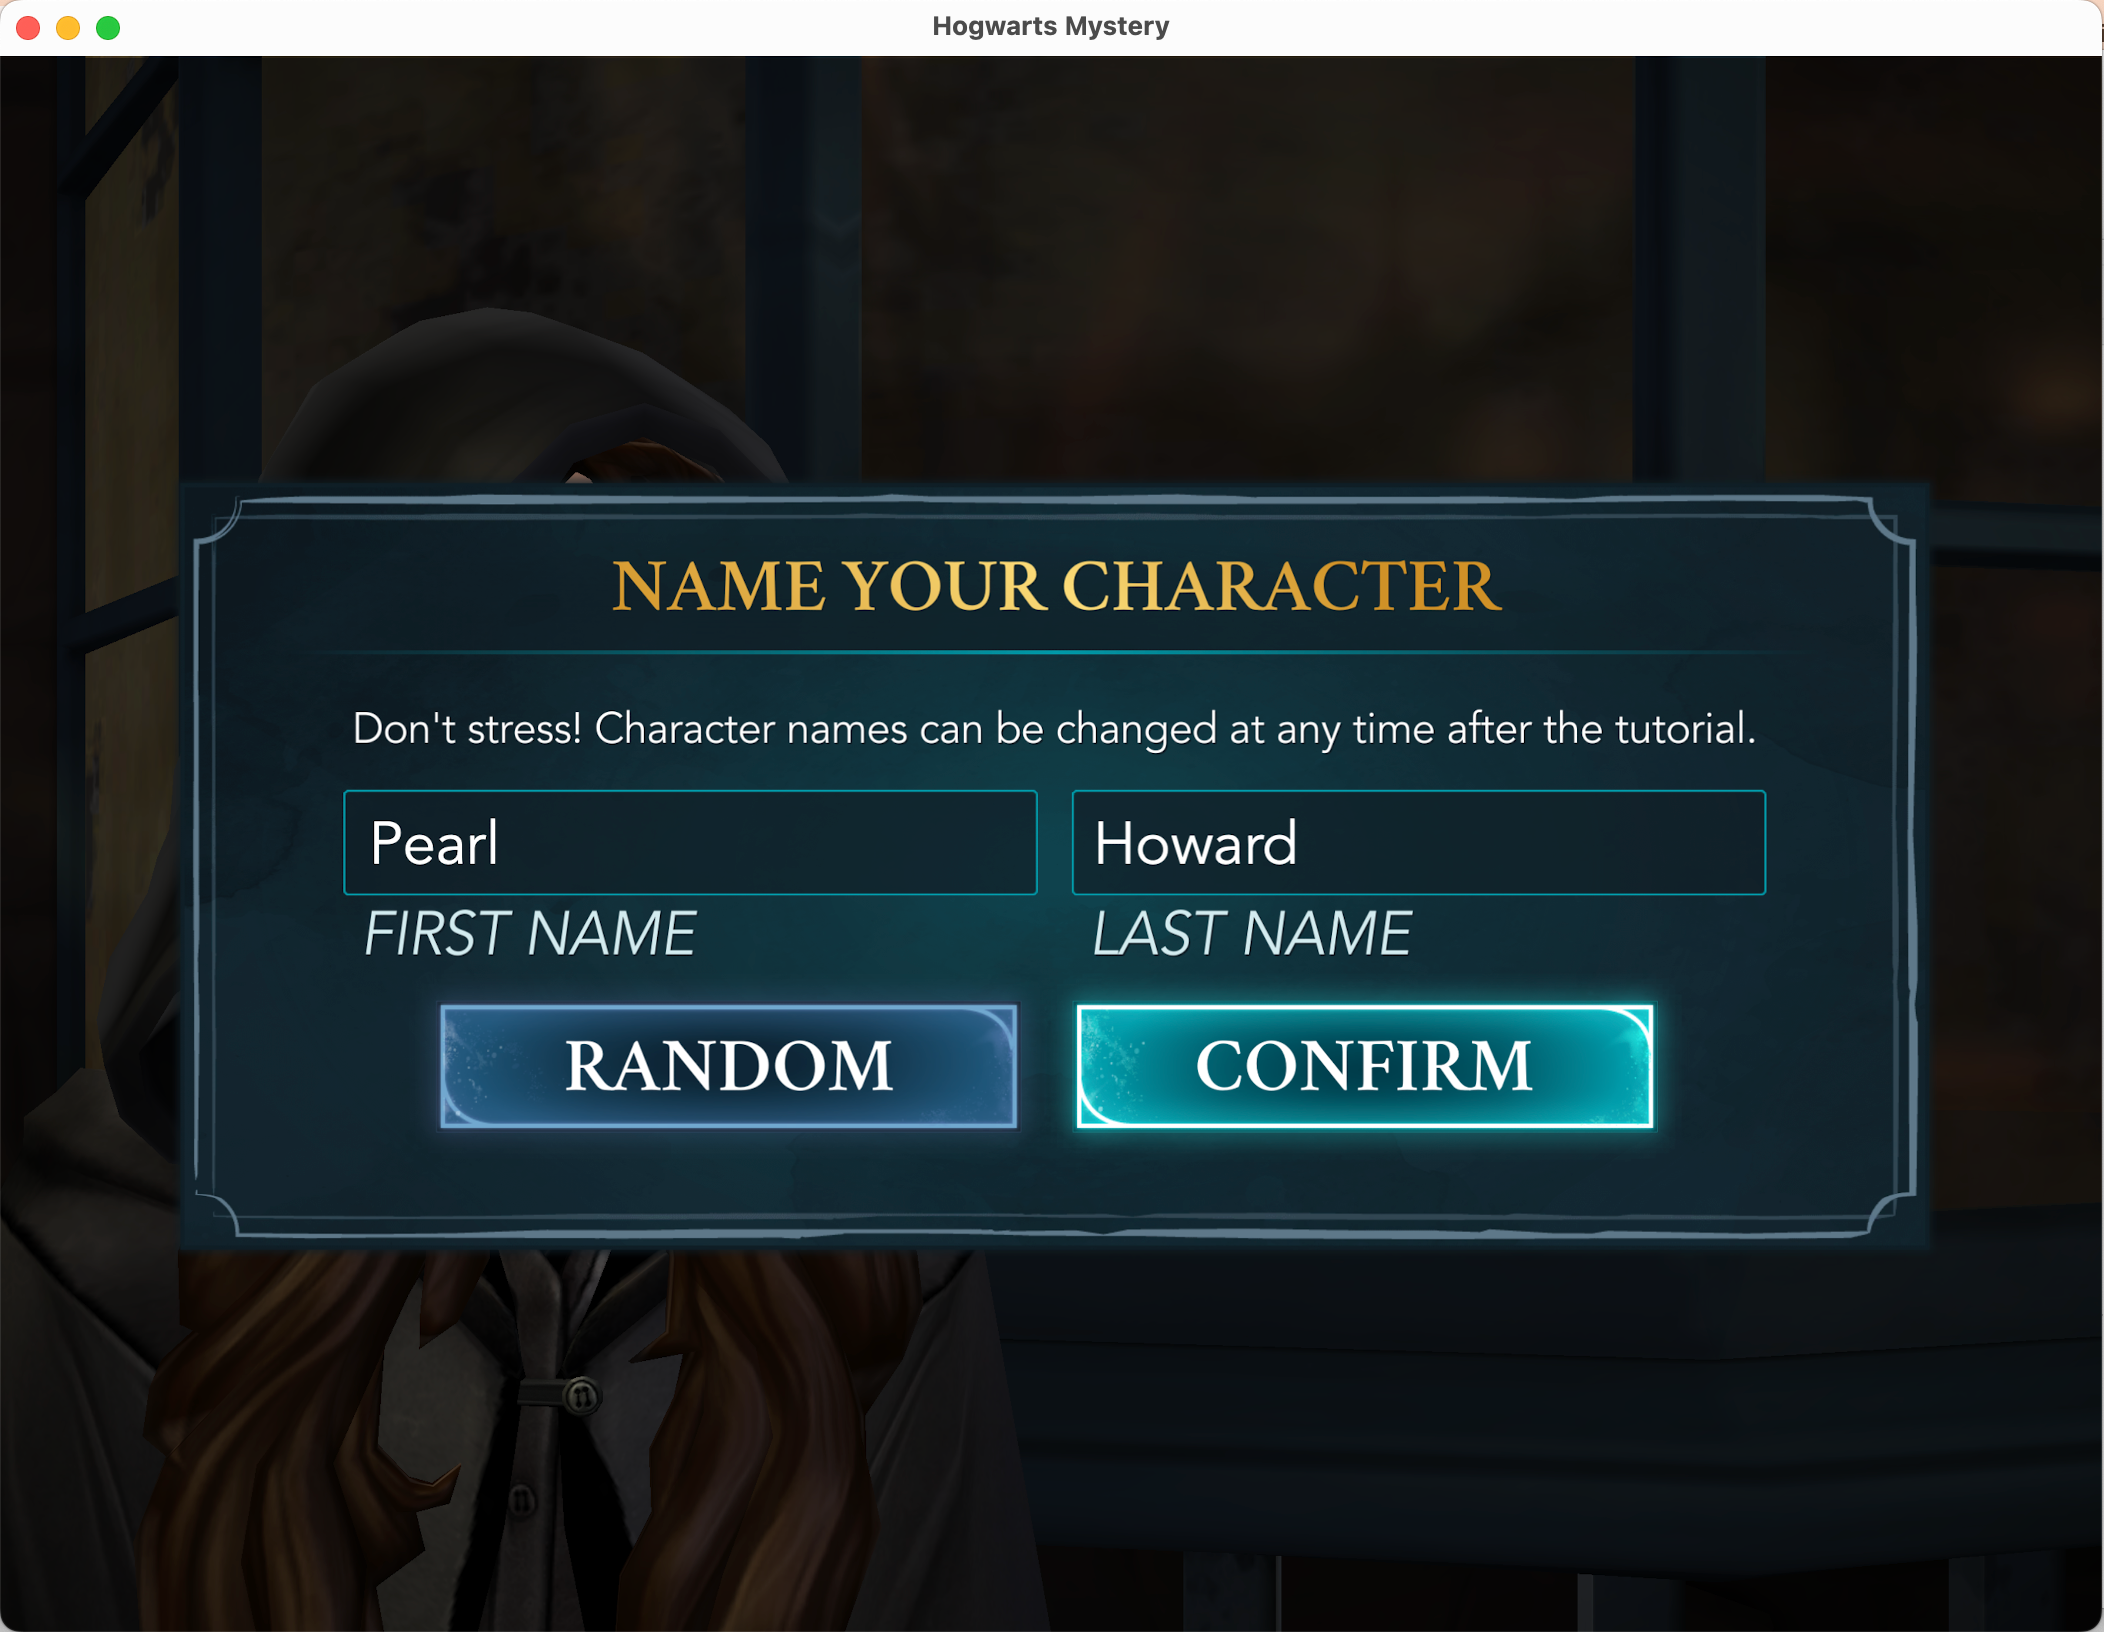 Hogwarts Mystery
NAME YOUR CHARACTER
Don't stress! Character names can be changed at any time after the tutorial.
Pearl
Howard
FIRST NAME
LAST NAME
RANDOM
CONFIRM